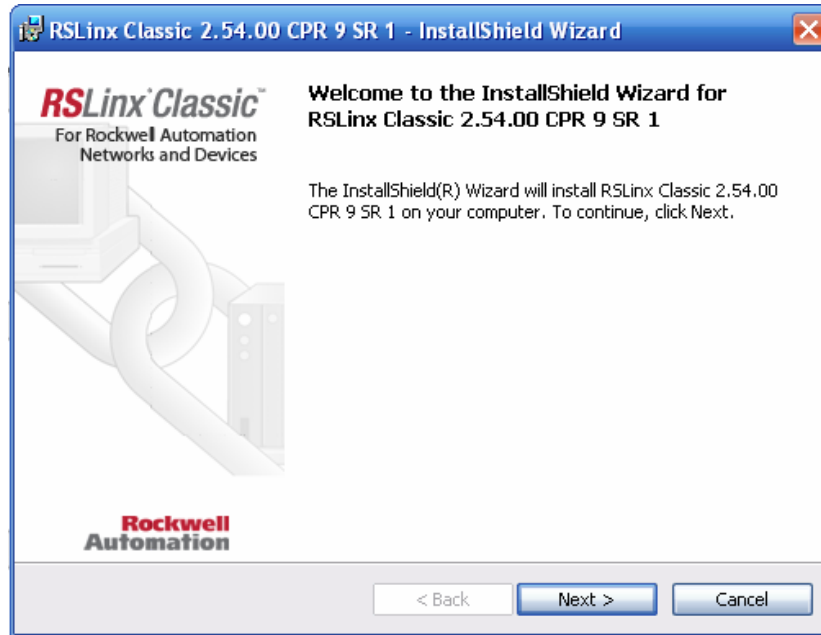 RSLinx Classic 2.54.00 CPR 9 SR 1 - InstallShield Wizard
RSLinx Classic™
For Rockwell Automation
Networks and Devices
Welcome to the InstallShield Wizard for
RSLinx Classic 2.54.00 CPR 9 SR 1
The InstallShield(R) Wizard will install RSLinx Classic 2.54.00
CPR 9 SR 1 on your computer. To continue, click Next.
Rockwell
Automation
< Back
Next >
Cancel